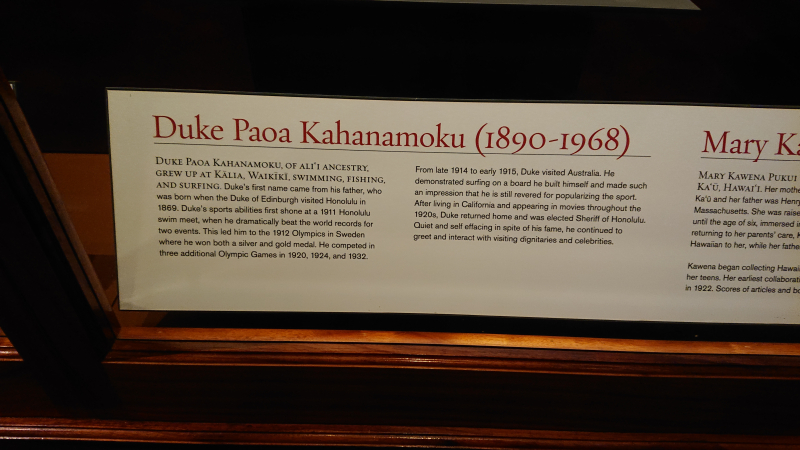 Duke Paoa Kahanamoku (1890-1968)
DUKE PAOA KAHANAMOKU, OF ALI'I ANCESTRY,
GREW UP AT KĀLIA, WAIKĪKĪ, SWIMMING, FISHING,
AND SURFING. Duke's first name came from his father, who
was born when the Duke of Edinburgh visited Honolulu in
1869. Duke's sports abilities first shone at a 1911 Honolulu
swim meet, when he dramatically beat the world records for
two events. This led him to the 1912 Olympics in Sweden
where he won both a silver and gold medal. He competed in
three additional Olympic Games in 1920, 1924, and 1932.
From late 1914 to early 1915, Duke visited Australia. He
demonstrated surfing on a board he built himself and made such
an impression that he is still revered for popularizing the sport.
After living in California and appearing in movies throughout the
1920s, Duke returned home and was elected Sheriff of Honolulu.
Quiet and self effacing in spite of his fame, he continued to
greet and interact with visiting dignitaries and celebrities.
Mary Ka
MARY KAWENA PUKUI
KA'Ū, HAWAI'I. Her mothe
Ka'ū and her father was Henry
Massachusetts. She was raise
until the age of six, immersed i
returning to her parents' care, H
Hawaiian to her, while her fathe
Kawena began collecting Hawai
her teens. Her earliest collaborati
in 1922. Scores of articles and bo